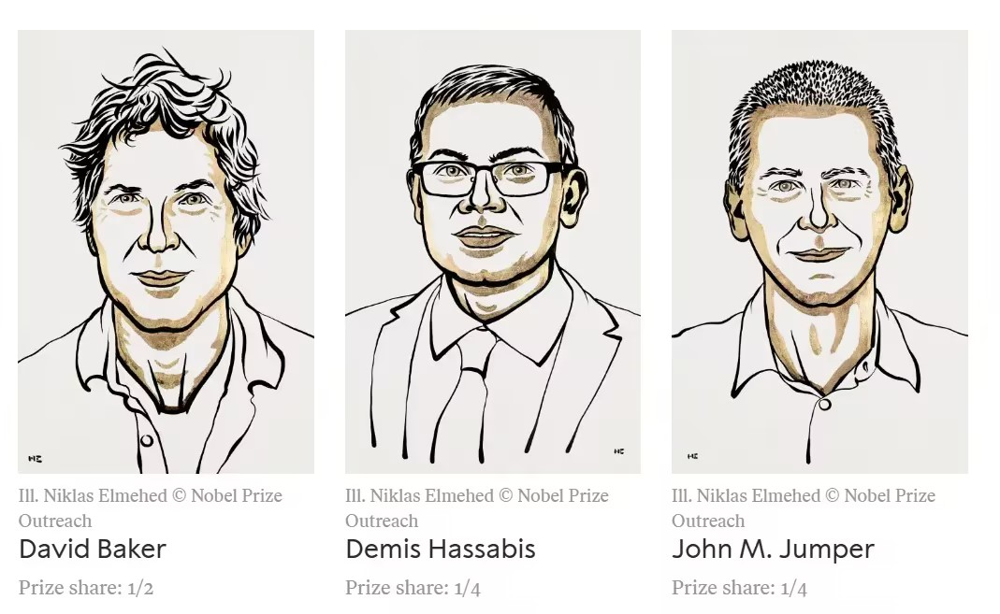 Ill. Niklas Elmehed © Nobel Prize
Outreach
David Baker
Prize share: 1/2
Ill. Niklas Elmehed © Nobel Prize
Outreach
Demis Hassabis
Prize share: 1/4
Ill. Niklas Elmehed © Nobel Prize
Outreach
John M. Jumper
Prize share: 1/4